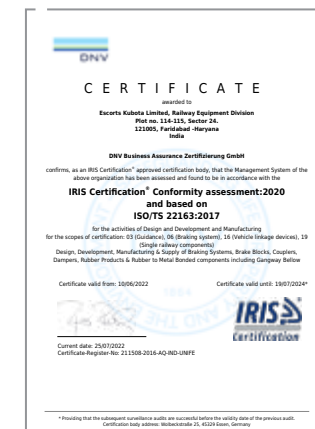 DNV
CERTIFICATE
awarded to
Escorts Kubota Limited, Railway Equipment Division
Plot no. 114-115, Sector 24.
121005, Faridabad -Haryana
India
DNV Business Assurance Zertifizierung GmbH
confirms, as an IRIS Certification® approved certification body, that the Management System of the
above organization has been assessed and found to be in accordance with the
IRIS Certification® Conformity assessment:2020
and based on
ISO/TS 22163:2017
for the activities of Design and Development and Manufacturing
for the scopes of certification: 03 (Guidance), 06 (Braking system), 16 (Vehicle linkage devices), 19
(Single railway components)
Design, Development, Manufacturing & Supply of Braking Systems, Brake Blocks, Couplers,
Dampers, Rubber Products & Rubber to Metal Bonded components including Gangway Bellow
Certificate valid from: 10/06/2022 Certificate valid until: 19/07/2024*
IRIS
Certification
Current date: 25/07/2022
Certificate-Register-No: 211508-2016-AQ-IND-UNIFE
* Providing that the subsequent surveillance audits are successful before the validity date of the previous audit.
Certification body address: Wolbeckstraße 25, 45329 Essen, Germany